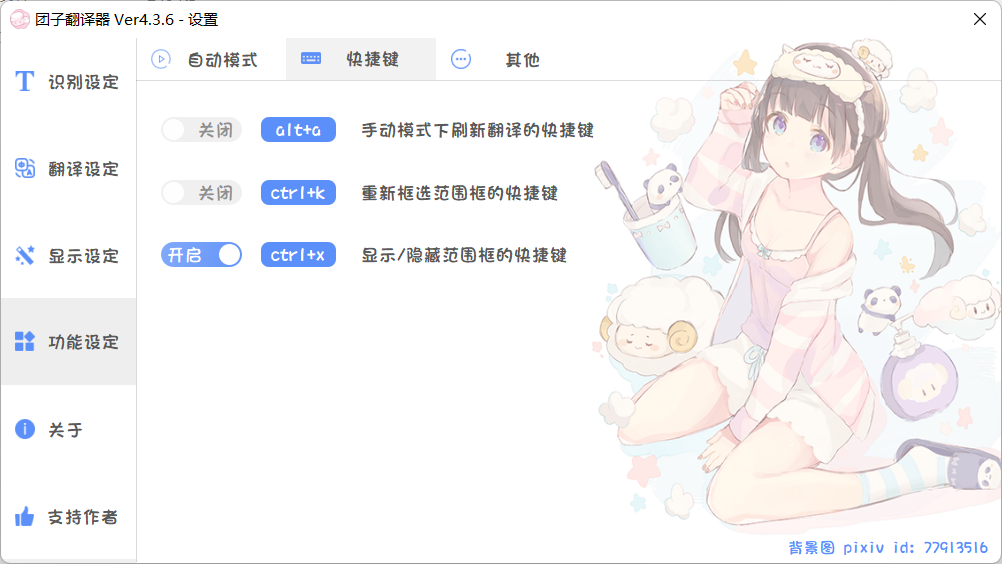 团子翻译器 Ver4.3.6 - 设置
识别设定
翻译设定
显示设定
功能设定
关于
支持作者
自动模式 快捷键 其他
关闭 alt+a 手动模式下刷新翻译的快捷键
关闭 ctrl+k 重新框选范围框的快捷键
开启 ctrl+x 显示/隐藏范围框的快捷键
背景图 pixiv id: 77913516